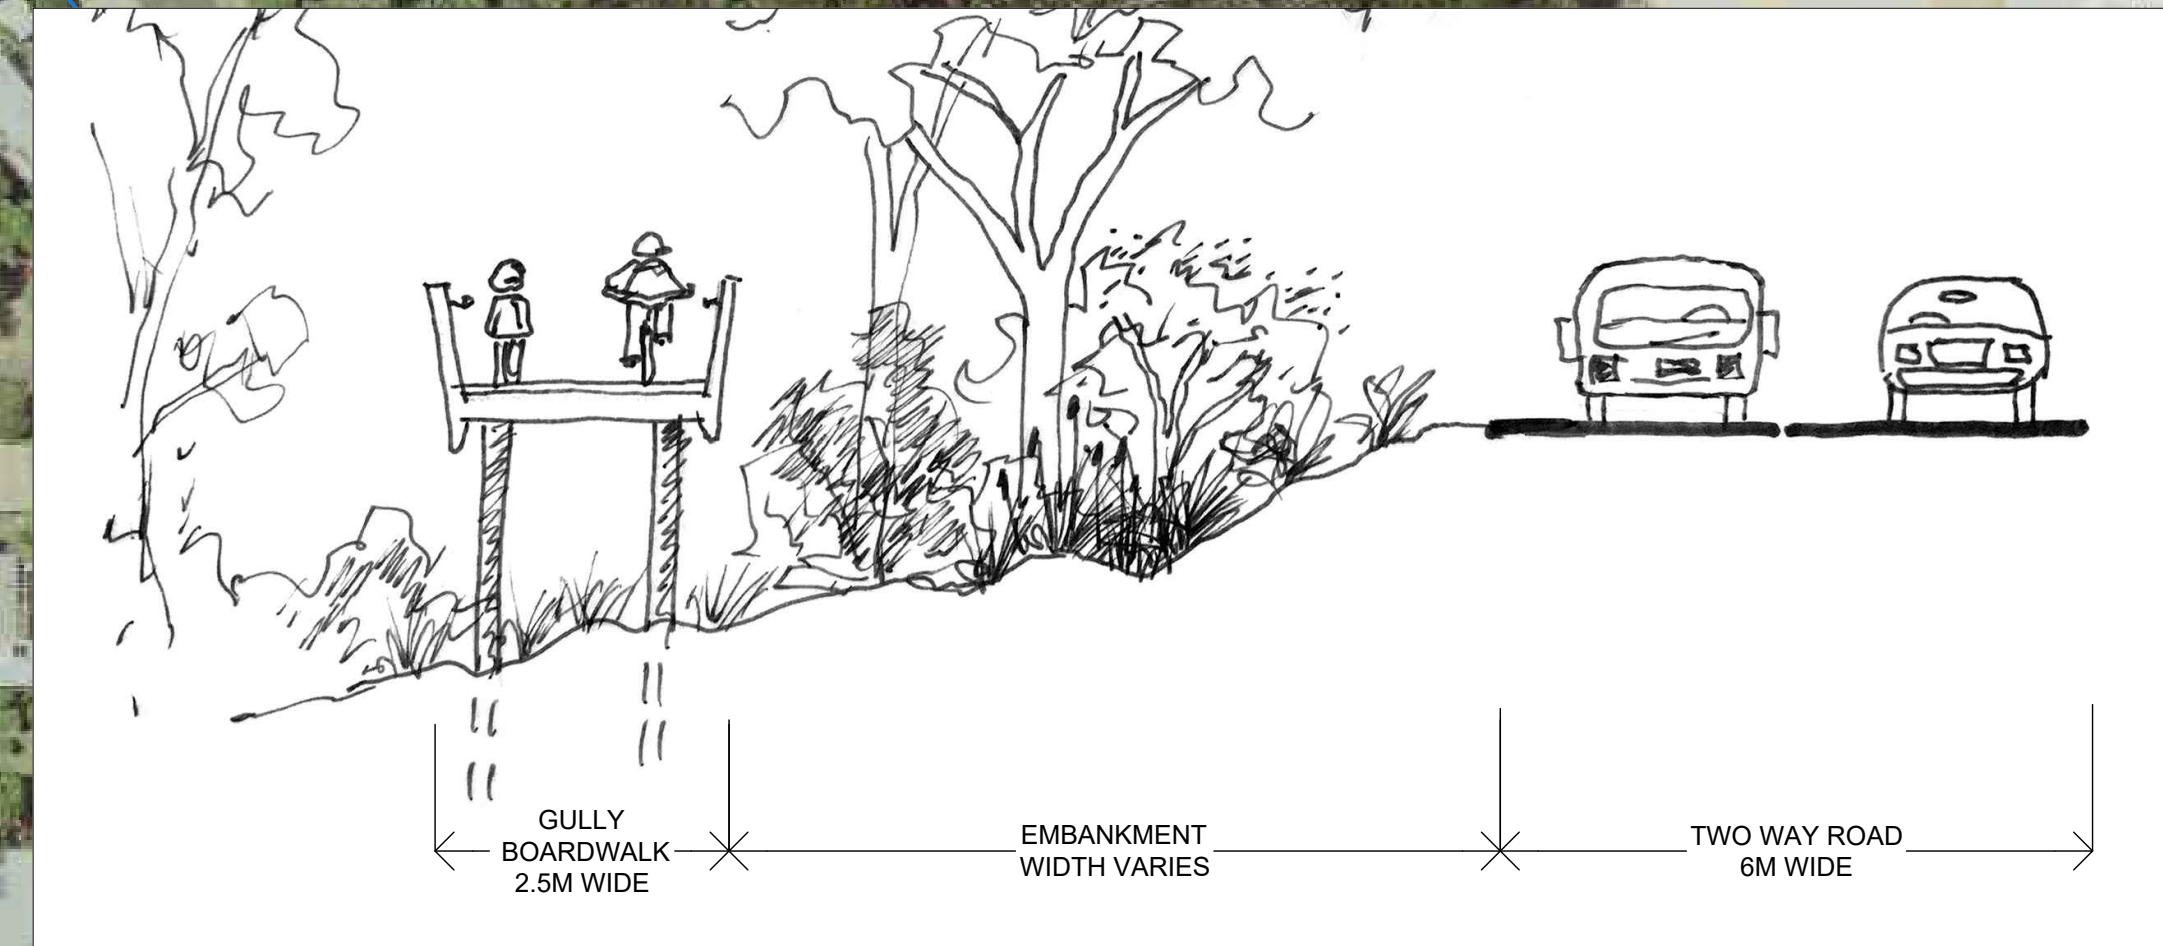 GULLY
BOARDWALK
2.5M WIDE
EMBANKMENT
WIDTH VARIES
TWO WAY ROAD
6M WIDE